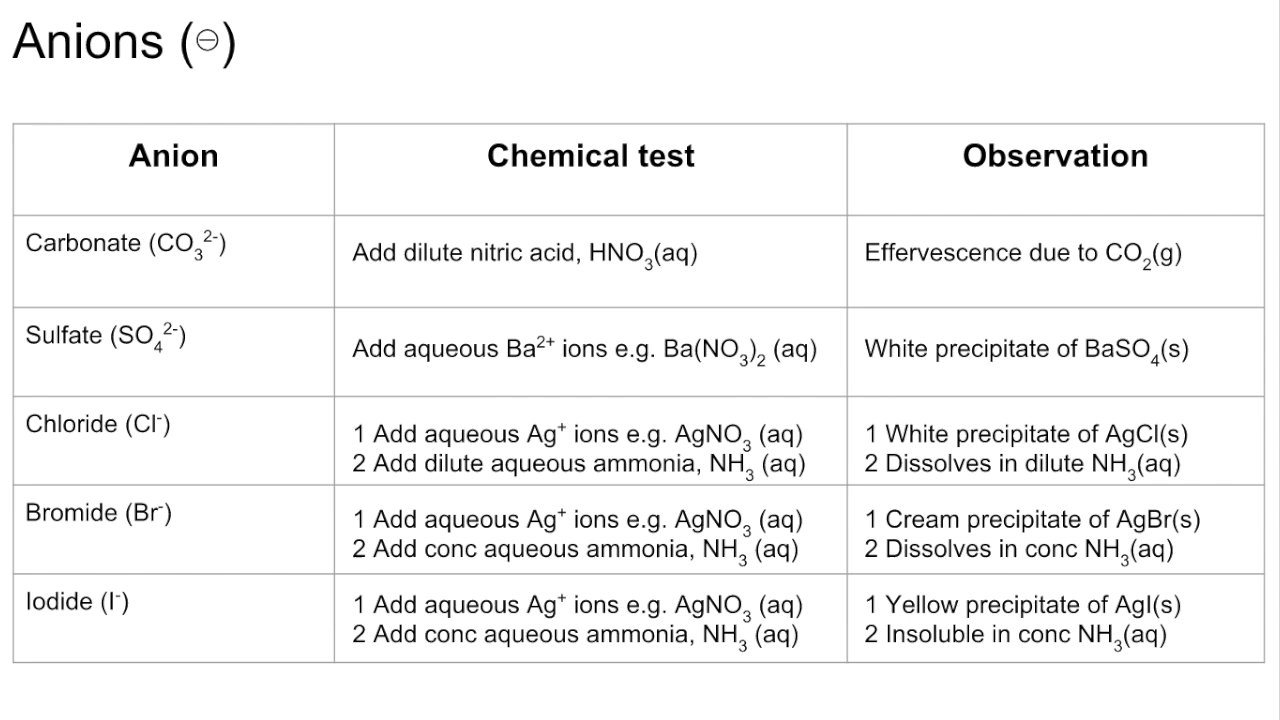 Anions (⊖)
Anion Chemical test Observation
Carbonate (CO₃²⁻) Add dilute nitric acid, HNO₃(aq) Effervescence due to CO₂(g)
Sulfate (SO₄²⁻) Add aqueous Ba²⁺ ions e.g. Ba(NO₃)₂ (aq) White precipitate of BaSO₄(s)
Chloride (Cl⁻)
1 Add aqueous Ag⁺ ions e.g. AgNO₃ (aq) 1 White precipitate of AgCl(s)
2 Add dilute aqueous ammonia, NH₃ (aq) 2 Dissolves in dilute NH₃(aq)
Bromide (Br⁻)
1 Add aqueous Ag⁺ ions e.g. AgNO₃ (aq) 1 Cream precipitate of AgBr(s)
2 Add conc aqueous ammonia, NH₃ (aq) 2 Dissolves in conc NH₃(aq)
Iodide (I⁻)
1 Add aqueous Ag⁺ ions e.g. AgNO₃ (aq) 1 Yellow precipitate of AgI(s)
2 Add conc aqueous ammonia, NH₃ (aq) 2 Insoluble in conc NH₃(aq)